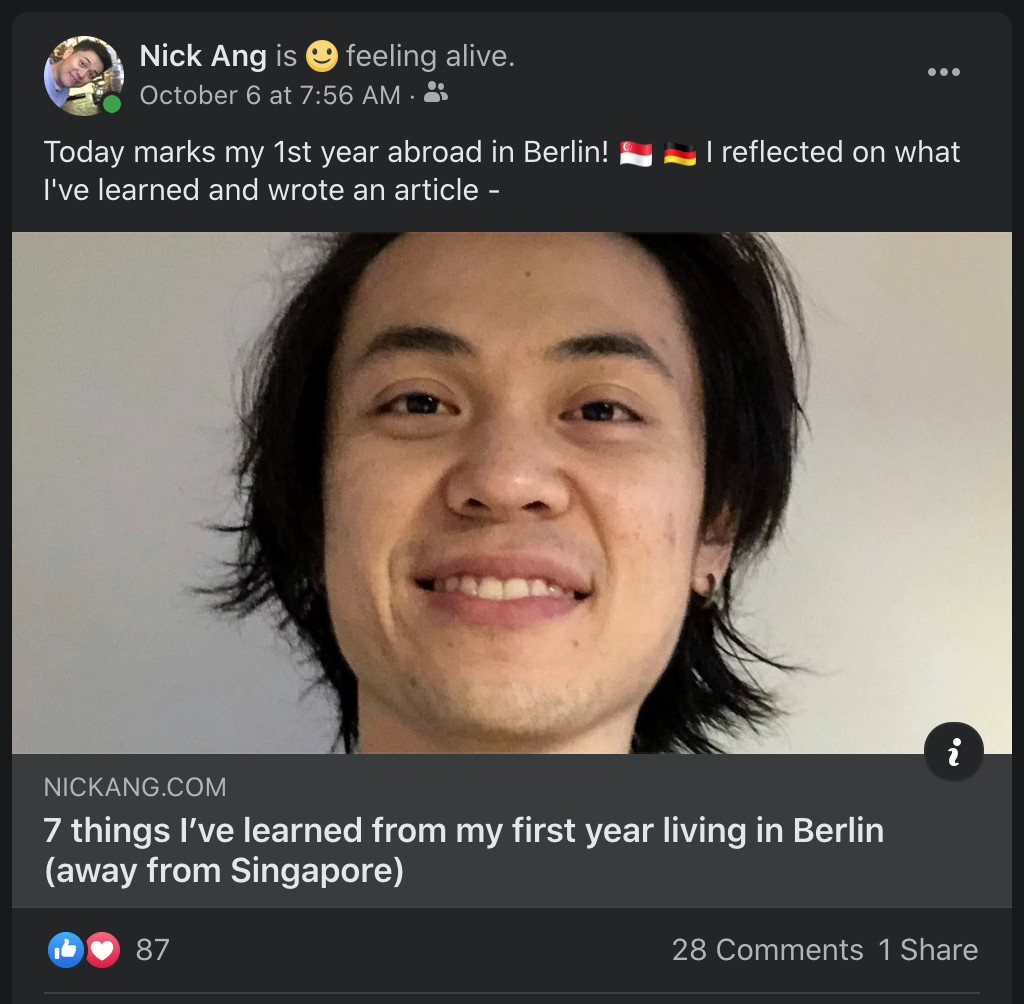 Nick Ang is 🙂 feeling alive.
October 6 at 7:56 AM ·
Today marks my 1st year abroad in Berlin! 🇸🇬 🇩🇪 I reflected on what
I've learned and wrote an article -
i
NICKANG.COM
7 things I’ve learned from my first year living in Berlin
(away from Singapore)
87 28 Comments 1 Share